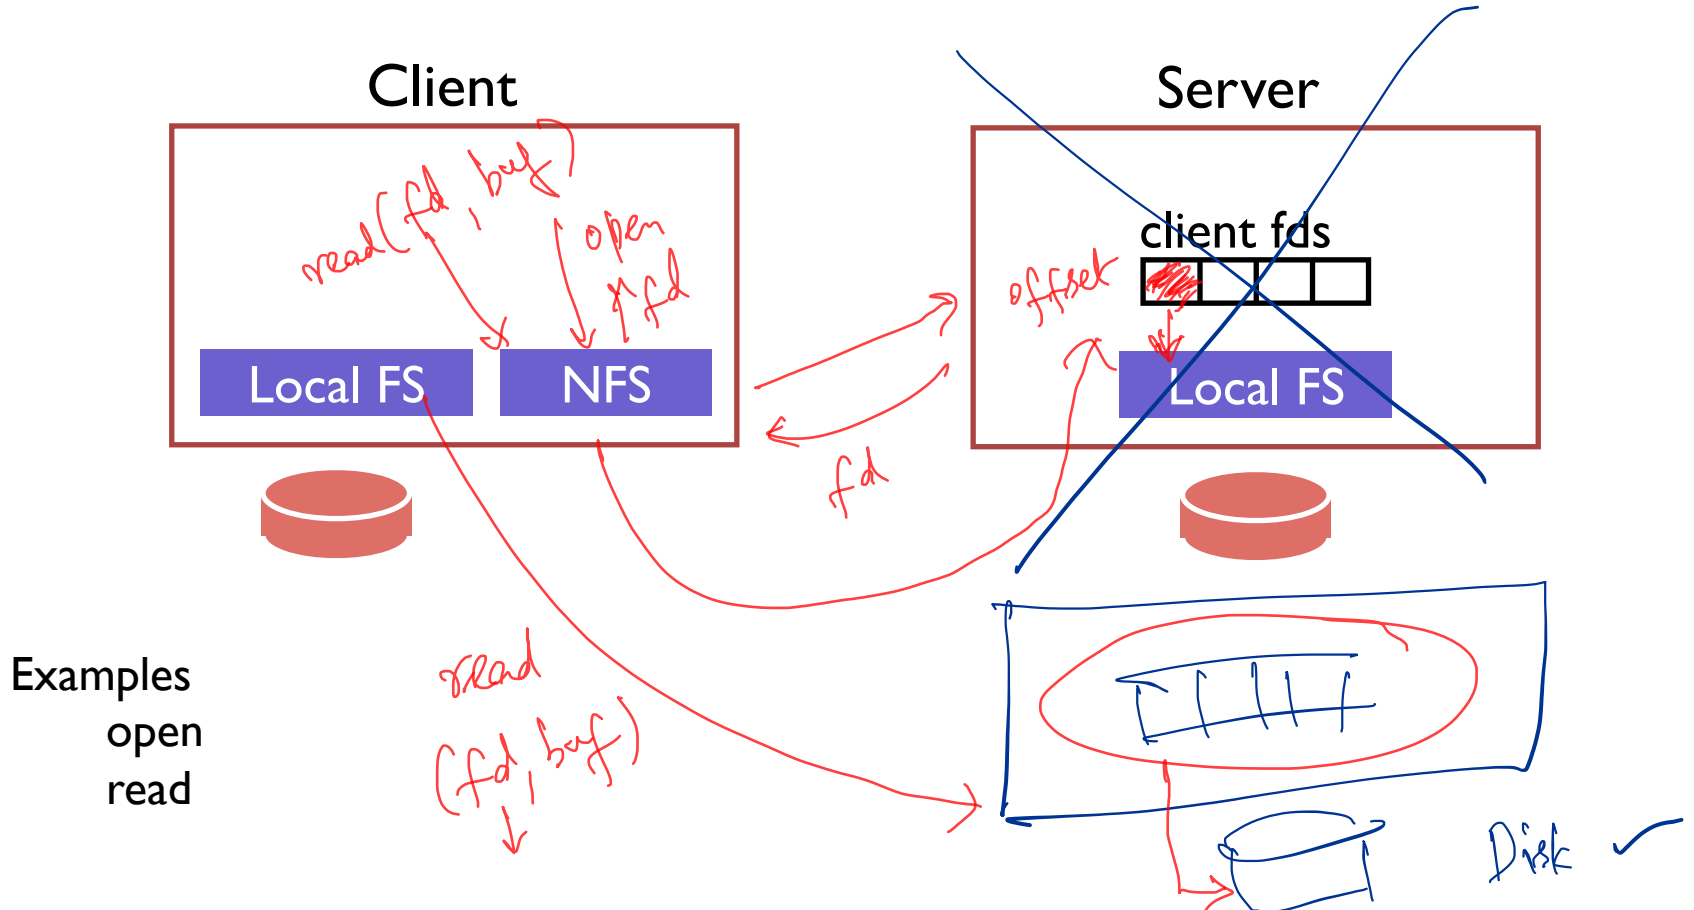 Client
Server
read(fd, buf)
open
fd
client fds
offset
Local FS
NFS
Local FS
fd
Examples
open
read
read
(fd, buf)
Disk ✓